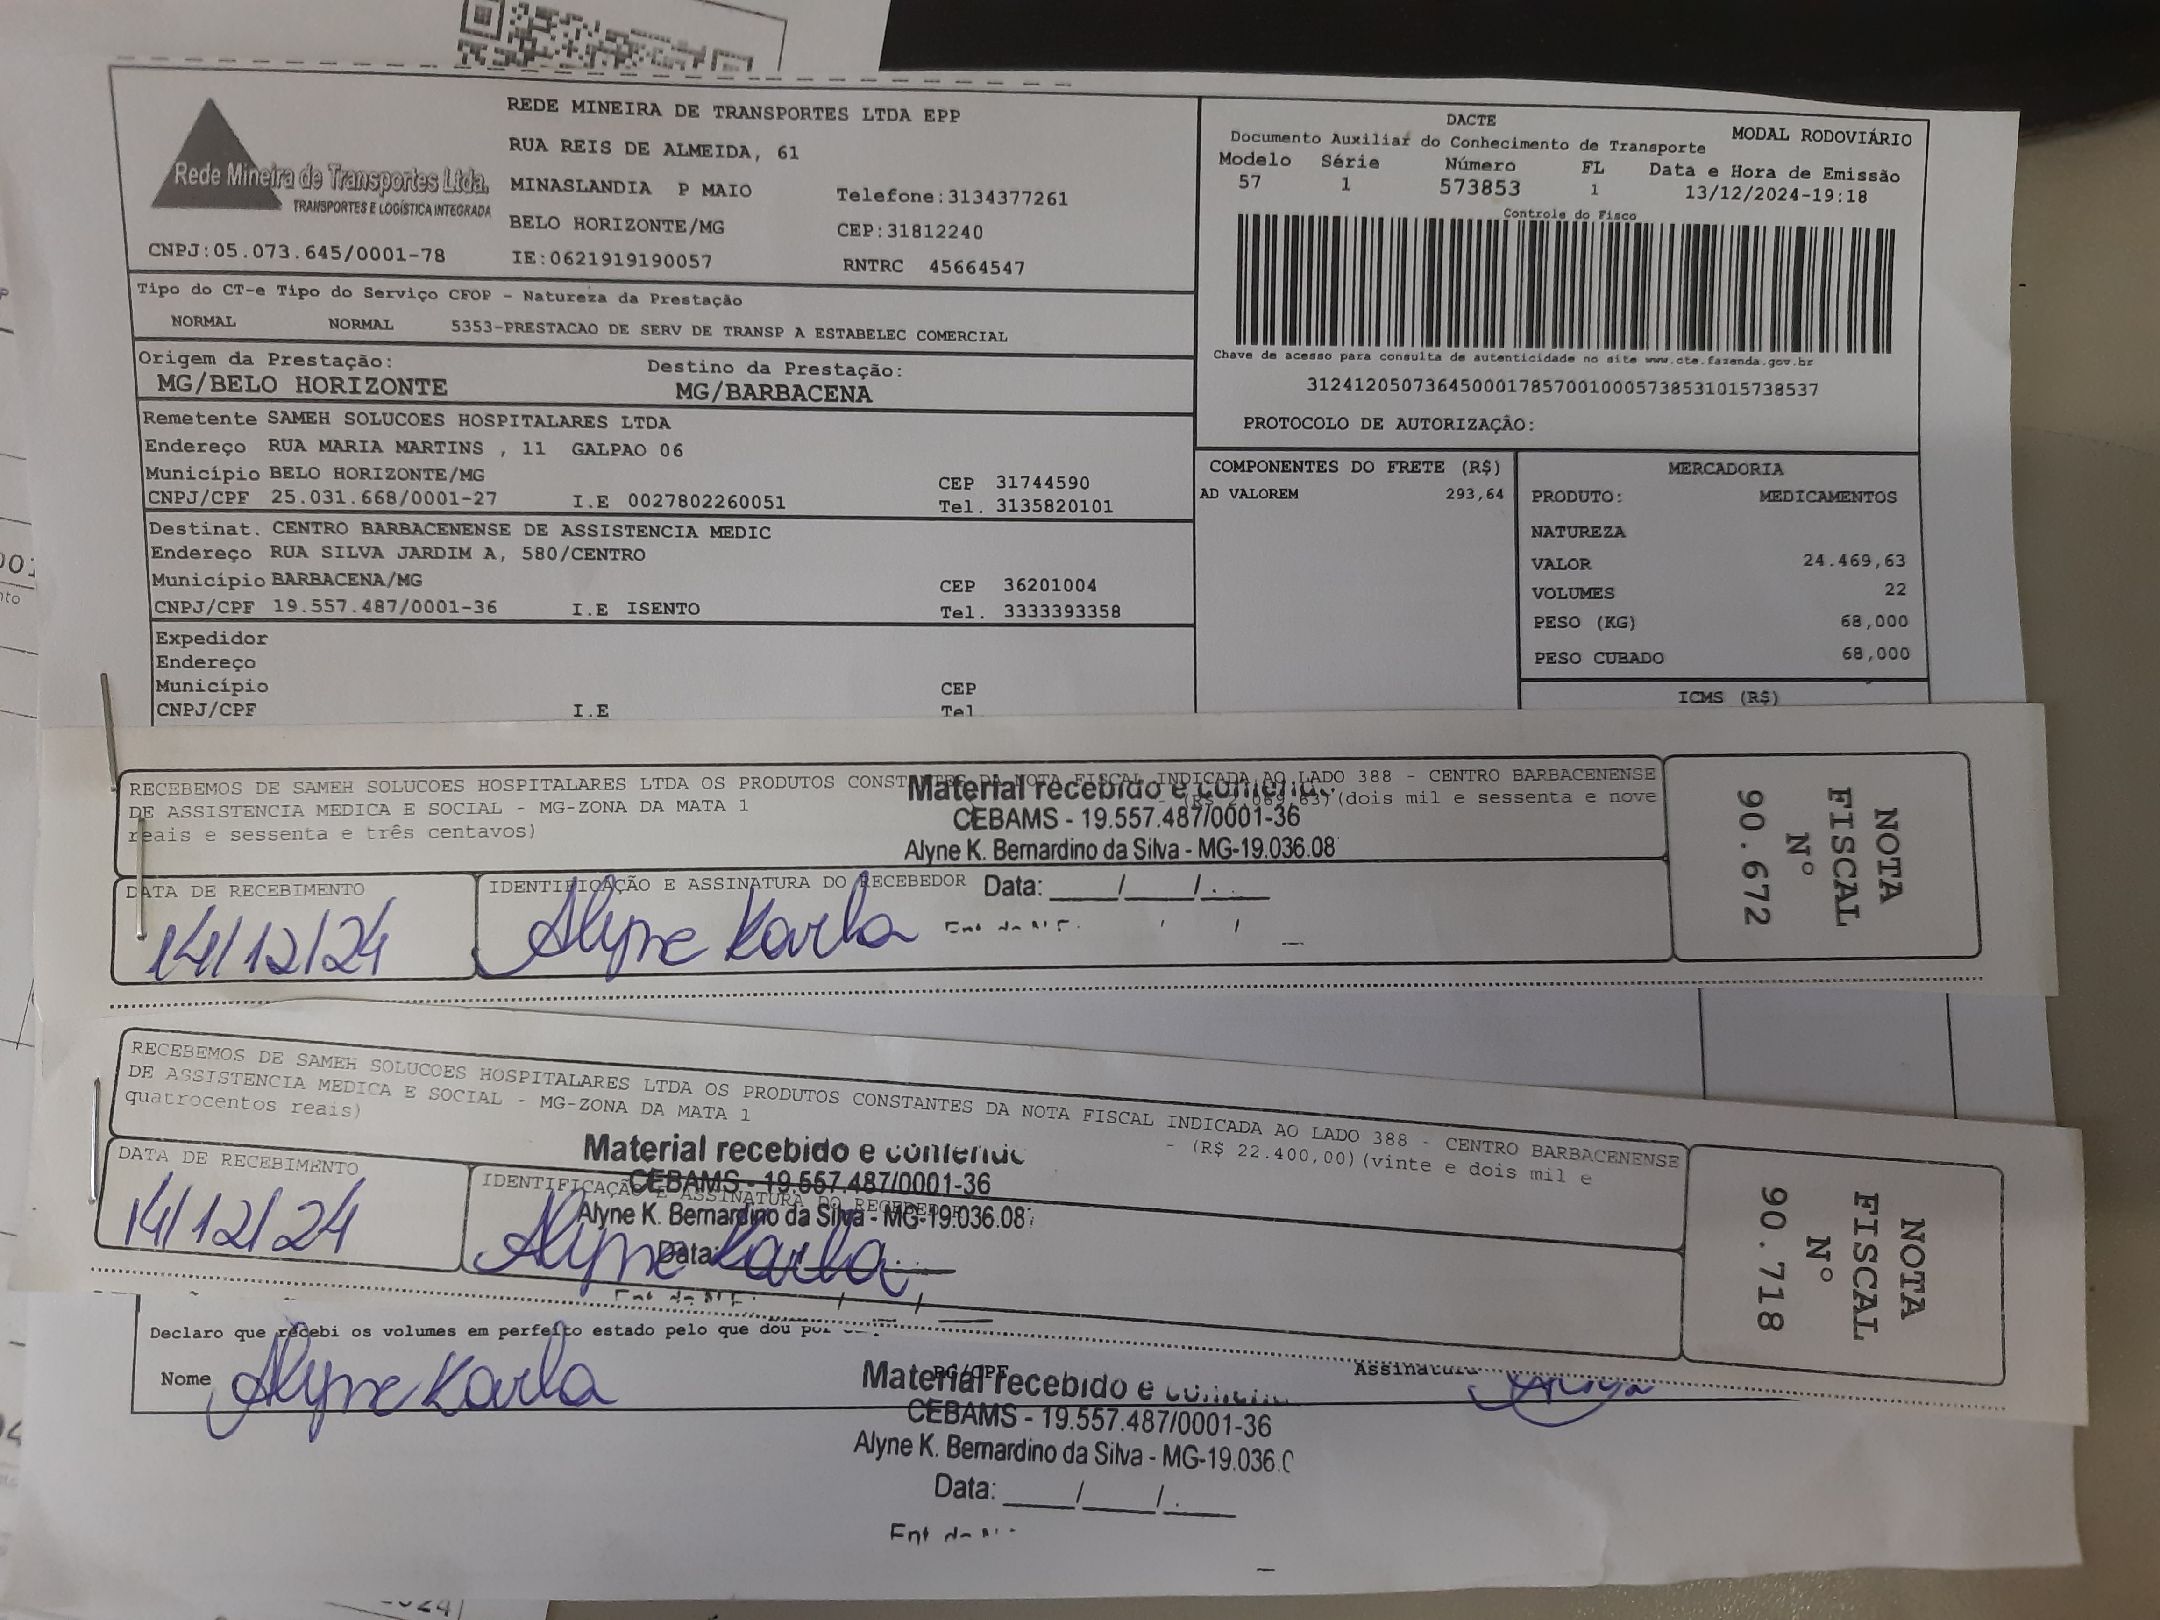 Rede Mineira de Transportes Ltda.
TRANSPORTES E LOGÍSTICA INTEGRADA
CNPJ:05.073.645/0001-78
REDE MINEIRA DE TRANSPORTES LTDA EPP
RUA REIS DE ALMEIDA, 61
MINASLANDIA P MAIO Telefone:3134377261
BELO HORIZONTE/MG CEP:31812240
IE:0621919190057 RNTRC 45664547
DACTE MODAL RODOVIÁRIO
Documento Auxiliar do Conhecimento de Transporte
Modelo Série Número FL Data e Hora de Emissão
57 1 573853 1 13/12/2024-19:18
Controle do Fisco
Chave de acesso para consulta de autenticidade no site www.cte.fazenda.gov.br
31241205073645000178570010005738531015738537
PROTOCOLO DE AUTORIZAÇÃO:
Tipo do CT-e Tipo do Serviço CFOP - Natureza da Prestação
NORMAL NORMAL 5353-PRESTACAO DE SERV DE TRANSP A ESTABELEC COMERCIAL
Origem da Prestação: Destino da Prestação:
MG/BELO HORIZONTE MG/BARBACENA
Remetente SAMEH SOLUCOES HOSPITALARES LTDA
Endereço RUA MARIA MARTINS , 11 GALPAO 06
Município BELO HORIZONTE/MG CEP 31744590
CNPJ/CPF 25.031.668/0001-27 I.E 0027802260051 Tel. 3135820101
Destinat. CENTRO BARBACENENSE DE ASSISTENCIA MEDIC
Endereço RUA SILVA JARDIM A, 580/CENTRO
Município BARBACENA/MG CEP 36201004
CNPJ/CPF 19.557.487/0001-36 I.E ISENTO Tel. 3333393358
Expedidor
Endereço
Município CEP
CNPJ/CPF I.E Tel
COMPONENTES DO FRETE (R$)
AD VALOREM 293,64
MERCADORIA
PRODUTO: MEDICAMENTOS
NATUREZA
VALOR 24.469,63
VOLUMES 22
PESO (KG) 68,000
PESO CUBADO 68,000
ICMS (R$)
RECEBEMOS DE SAMEH SOLUCOES HOSPITALARES LTDA OS PRODUTOS CONSTANTES DA NOTA FISCAL INDICADA AO LADO 388 - CENTRO BARBACENENSE
DE ASSISTENCIA MEDICA E SOCIAL - MG-ZONA DA MATA 1 - (R$ 2.069,63)(dois mil e sessenta e nove
reais e sessenta e três centavos)
Material recebido e
CEBAMS - 19.557.487/0001-36
Alyne K. Bernardino da Silva - MG-19.036.08
Data: / /
DATA DE RECEBIMENTO
14/12/24
IDENTIFICAÇÃO E ASSINATURA DO RECEBEDOR
Alyne Karla
NOTA
FISCAL
N°
90.672
RECEBEMOS DE SAMEH SOLUCOES HOSPITALARES LTDA OS PRODUTOS CONSTANTES DA NOTA FISCAL INDICADA AO LADO 388 - CENTRO BARBACENENSE
DE ASSISTENCIA MEDICA E SOCIAL - MG-ZONA DA MATA 1 - (R$ 22.400,00)(vinte e dois mil e
quatrocentos reais)
Material recebido e
CEBAMS - 19.557.487/0001-36
Alyne K. Bernardino da Silva - MG-19.036.08
Data:
DATA DE RECEBIMENTO
14/12/24
IDENTIFICAÇÃO E ASSINATURA DO RECEBEDOR
Alyne Karla
NOTA
FISCAL
N°
90.718
Declaro que recebi os volumes em perfeito estado pelo que dou por
Nome Alyne Karla RG/CPF Assinatura
Material recebido e
CEBAMS - 19.557.487/0001-36
Alyne K. Bernardino da Silva - MG-19.036.0
Data: / /